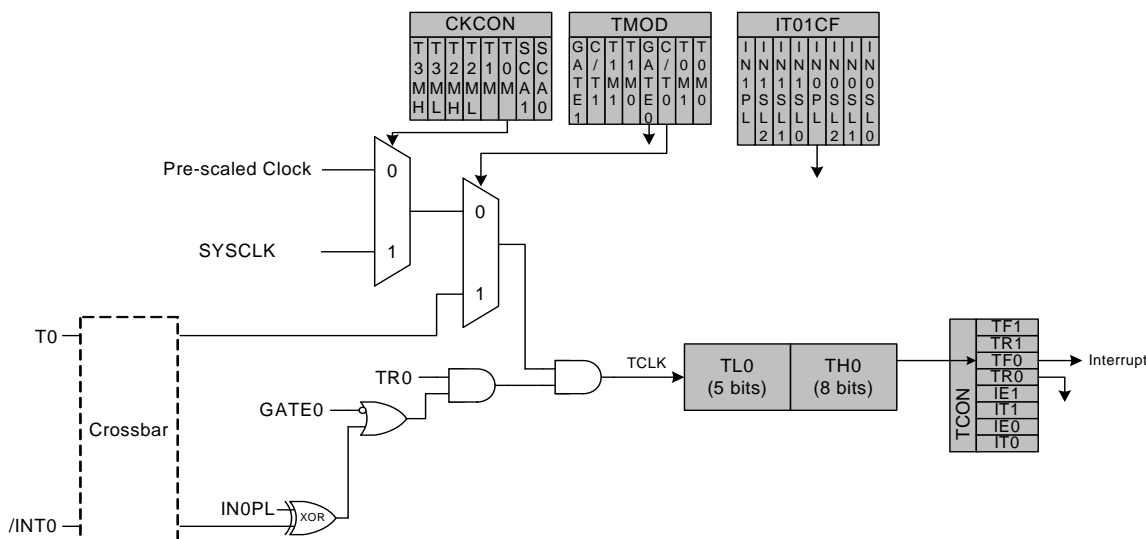 CKCON
T3MH
T3ML
T2MH
T2ML
T1M
T0M
SCA1
SCA0
TMOD
GATE1
C/T1
T1M1
T1M0
GATE0
C/T0
T0M1
T0M0
IT01CF
IN1PL
IN1SL2
IN1SL1
IN1SL0
IN0PL
IN0SL2
IN0SL1
IN0SL0
Pre-scaled Clock
0
SYSCLK
1
0
1
T0
Crossbar
/INT0
TR0
GATE0
IN0PL
XOR
TCLK
TL0
(5 bits)
TH0
(8 bits)
TCON
TF1
TR1
TF0
TR0
IE1
IT1
IE0
IT0
Interrupt